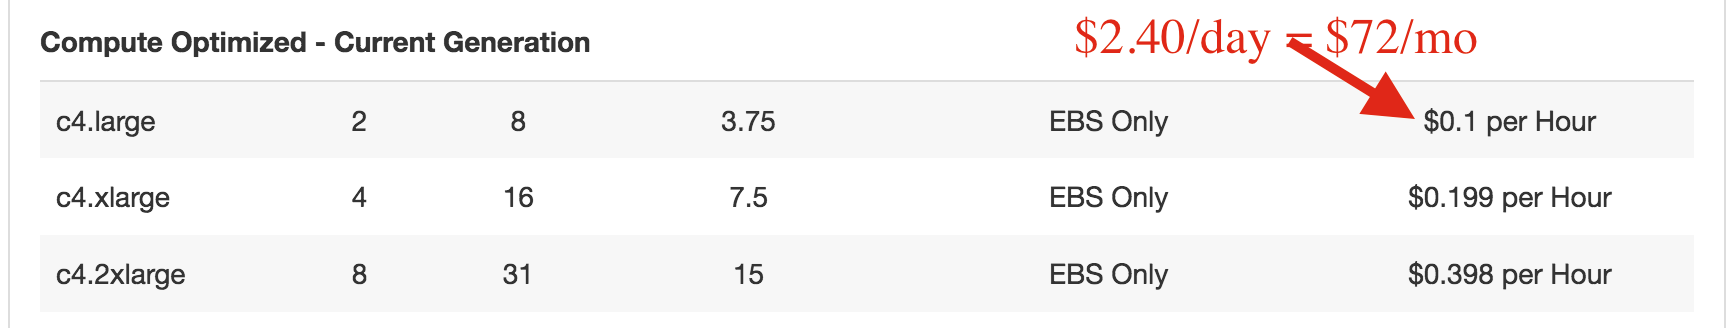 $2.40/day = $72/mo
Compute Optimized - Current Generation
c4.large 2 8 3.75 EBS Only $0.1 per Hour
c4.xlarge 4 16 7.5 EBS Only $0.199 per Hour
c4.2xlarge 8 31 15 EBS Only $0.398 per Hour